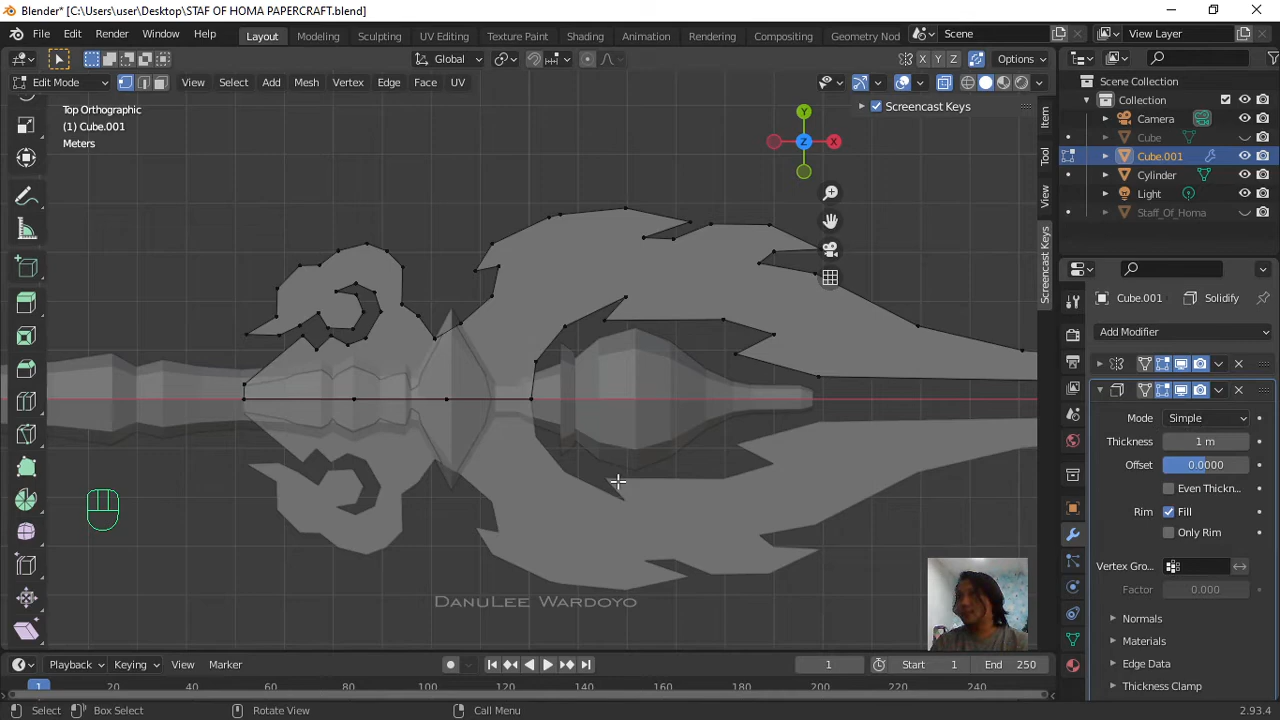 Blender* [C:\Users\user\Desktop\STAF OF HOMA PAPERCRAFT.blend]
File Edit Render Window Help Layout Modeling Sculpting UV Editing Texture Paint Shading Animation Rendering Compositing Geometry Nod Scene View Layer
Global X Y Z Options
Edit Mode View Select Add Mesh Vertex Edge Face UV
Top Orthographic
(1) Cube.001
Meters
Screencast Keys
Y
Z
X
Item
Tool
View
Screencast Keys
Scene Collection
Collection
Camera
Cube
Cube.001
Cylinder
Light
Staff_Of_Homa
Cube.001 Solidify
Add Modifier
Mode Simple
Thickness 1 m
Offset 0.0000
Even Thickn...
Rim Fill
Only Rim
Vertex Gro...
Factor 0.000
Normals
Materials
Edge Data
Thickness Clamp
DanuLee Wardoyo
Playback Keying View Marker 1 Start 1 End 250
1 20 40 60 80 100 120 140 160 180 200 220 240
Select Box Select Rotate View Call Menu 2.93.4